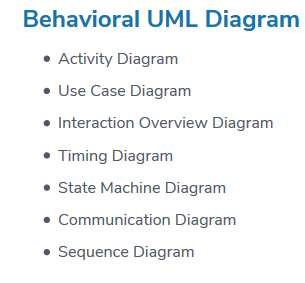 Behavioral UML Diagram
• Activity Diagram
• Use Case Diagram
• Interaction Overview Diagram
• Timing Diagram
• State Machine Diagram
• Communication Diagram
• Sequence Diagram